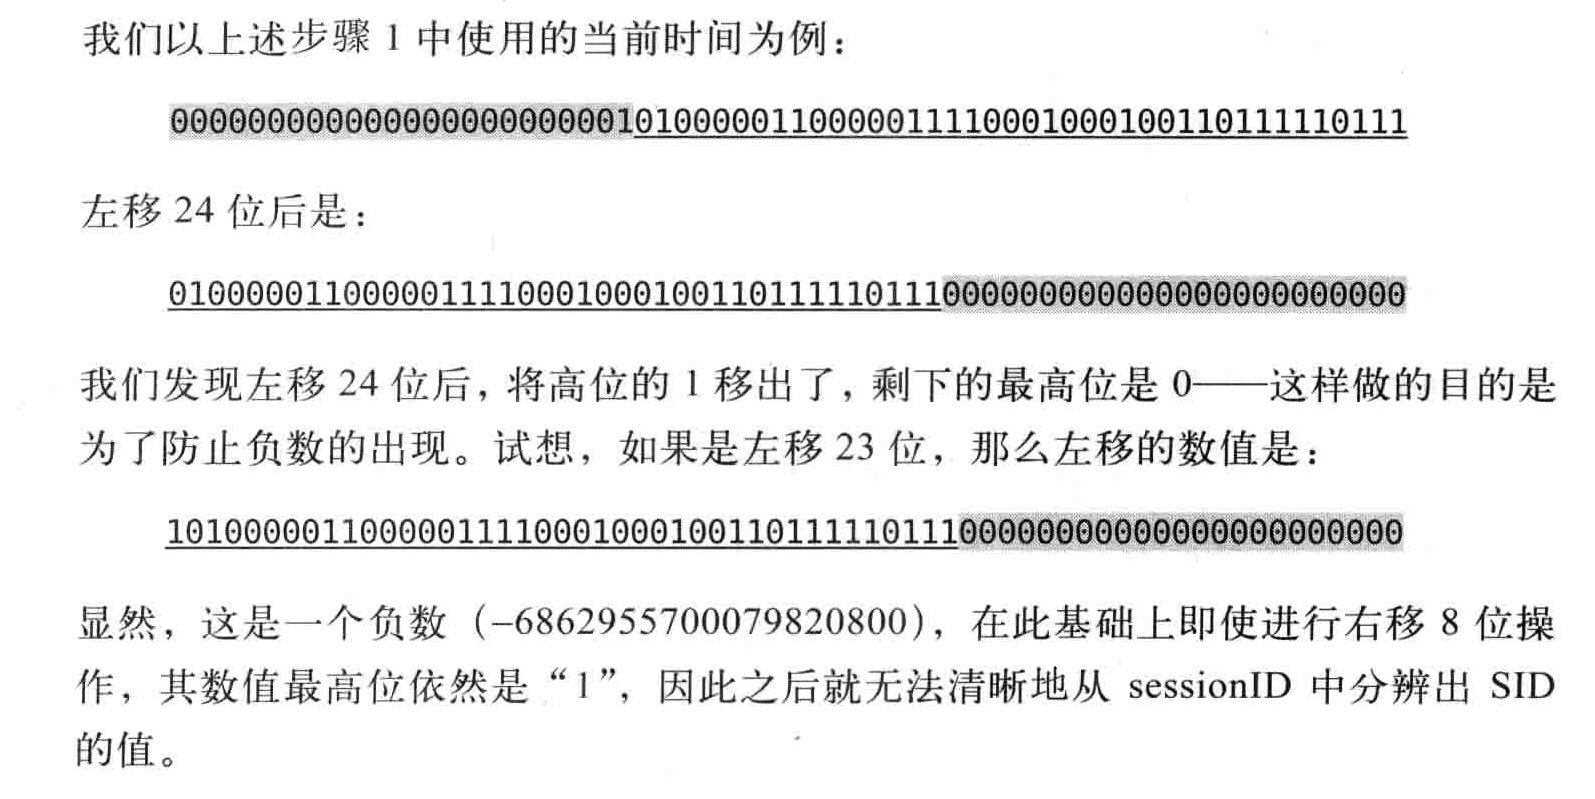 我们以上述步骤 1 中使用的当前时间为例：
0000000000000000000000010100000110000011110001000100110111110111
左移 24 位后是：
0100000110000011110001000100110111110111000000000000000000000000
我们发现左移 24 位后，将高位的 1 移出了，剩下的最高位是 0——这样做的目的是
为了防止负数的出现。试想，如果是左移 23 位，那么左移的数值是：
1010000011000001111000100010011011111011100000000000000000000000
显然，这是一个负数（–6862955700079820800），在此基础上即使进行右移 8 位操
作，其数值最高位依然是“1”，因此之后就无法清晰地从 sessionID 中分辨出 SID
的值。